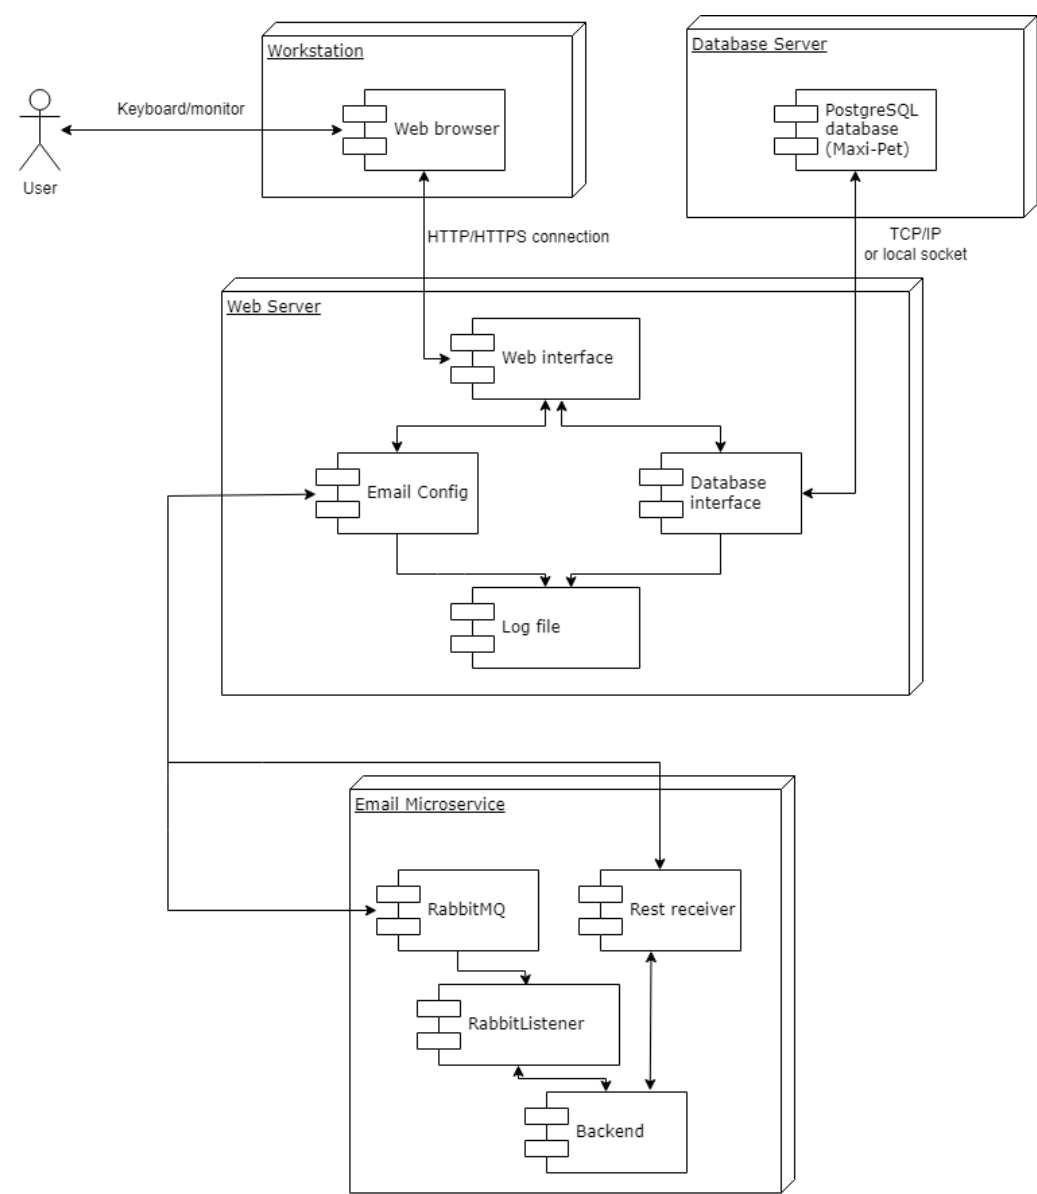 Workstation
Database Server
Keyboard/monitor
Web browser
PostgreSQL
database
(Maxi-Pet)
User
HTTP/HTTPS connection
TCP/IP
or local socket
Web Server
Web interface
Email Config
Database
interface
Log file
Email Microservice
RabbitMQ
Rest receiver
RabbitListener
Backend